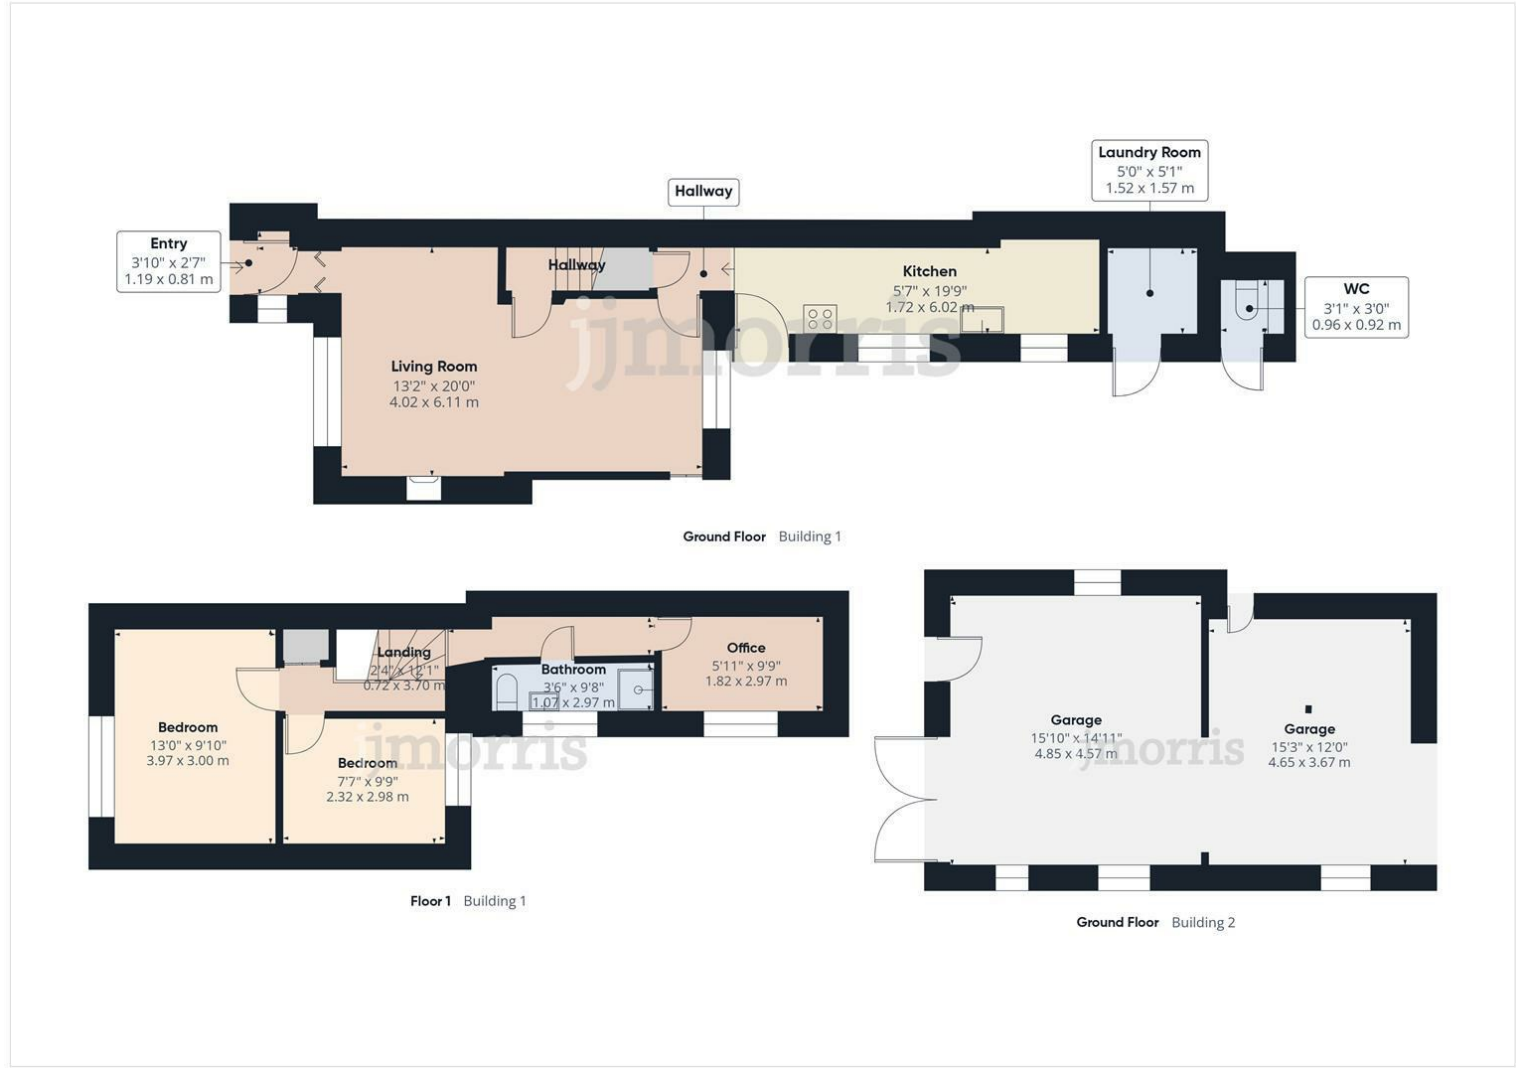 Laundry Room
5'0" x 5'1"
1.52 x 1.57 m
Hallway
Entry
3'10" x 2'7"
1.19 x 0.81 m
Hallway
Kitchen
5'7" x 19'9"
1.72 x 6.02 m
WC
3'1" x 3'0"
0.96 x 0.92 m
jjmorris
Living Room
13'2" x 20'0"
4.02 x 6.11 m
Ground Floor Building 1
Landing
2'4" x 12'1"
0.72 x 3.70 m
Bathroom
3'6" x 9'8"
1.07 x 2.97 m
Office
5'11" x 9'9"
1.82 x 2.97 m
Bedroom
13'0" x 9'10"
3.97 x 3.00 m
Bedroom
7'7" x 9'9"
2.32 x 2.98 m
jjmorris
Floor 1 Building 1
Garage
15'10" x 14'11"
4.85 x 4.57 m
jjmorris
Garage
15'3" x 12'0"
4.65 x 3.67 m
Ground Floor Building 2